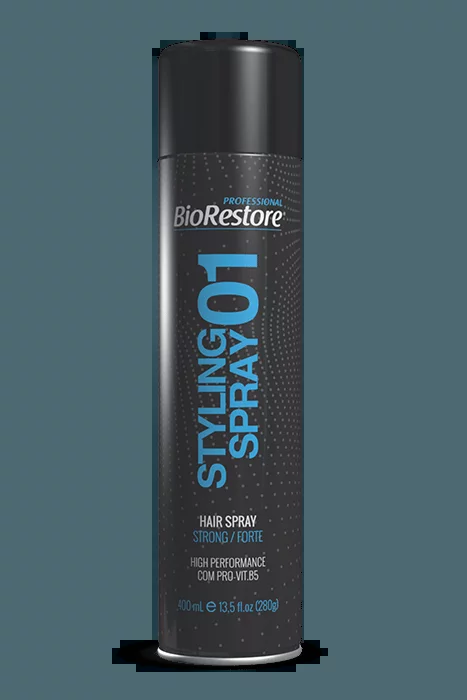 PROFESSIONAL
BioRestore®
STYLING
SPRAY 01
HAIR SPRAY
STRONG / FORTE
HIGH PERFORMANCE
COM PRO-VIT.B5
400 mL ℮ 13,5 fl.oz (280g)